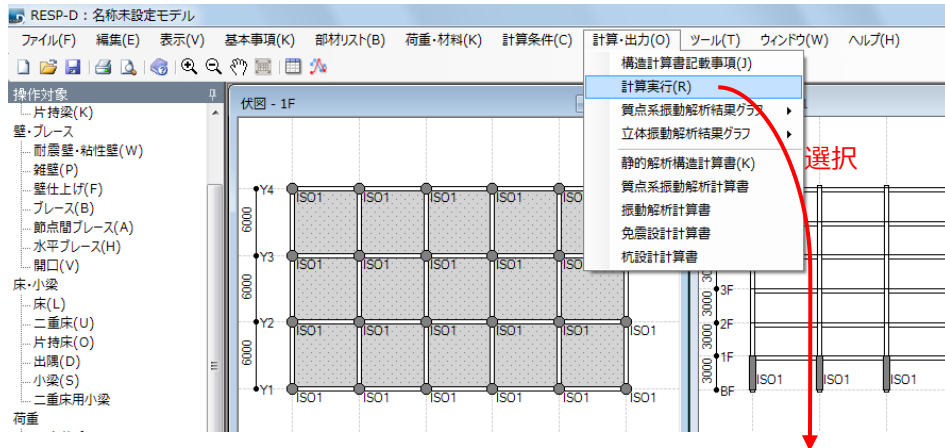 RESP-D：名称未設定モデル
ファイル(F) 編集(E) 表示(V) 基本事項(K) 部材リスト(B) 荷重・材料(K) 計算条件(C) 計算・出力(O) ツール(T) ウィンドウ(W) ヘルプ(H)
操作対象
片持梁(K)
壁・ブレース
耐震壁・粘性壁(W)
雑壁(P)
壁仕上げ(F)
ブレース(B)
節点間ブレース(A)
水平ブレース(H)
開口(V)
床・小梁
床(L)
二重床(U)
片持床(O)
出隅(D)
小梁(S)
二重床用小梁
荷重
伏図 - 1F
Y4 ISO1 ISO1 ISO1 ISO1 ISO
6000
Y3 ISO1 ISO1 ISO1 ISO1 ISO
6000
Y2 ISO1 ISO1 ISO1 ISO1 ISO1 ISO1
6000
Y1 ISO1 ISO1 ISO1 ISO1 ISO1 ISO1
構造計算書記載事項(J)
計算実行(R)
質点系振動解析結果グラフ
立体振動解析結果グラフ
静的解析構造計算書(K)
質点系振動解析計算書
振動解析計算書
免震設計計算書
杭設計計算書
選択
3F
3000
2F
3000
1F
3000
BF
ISO1 ISO1 ISO1